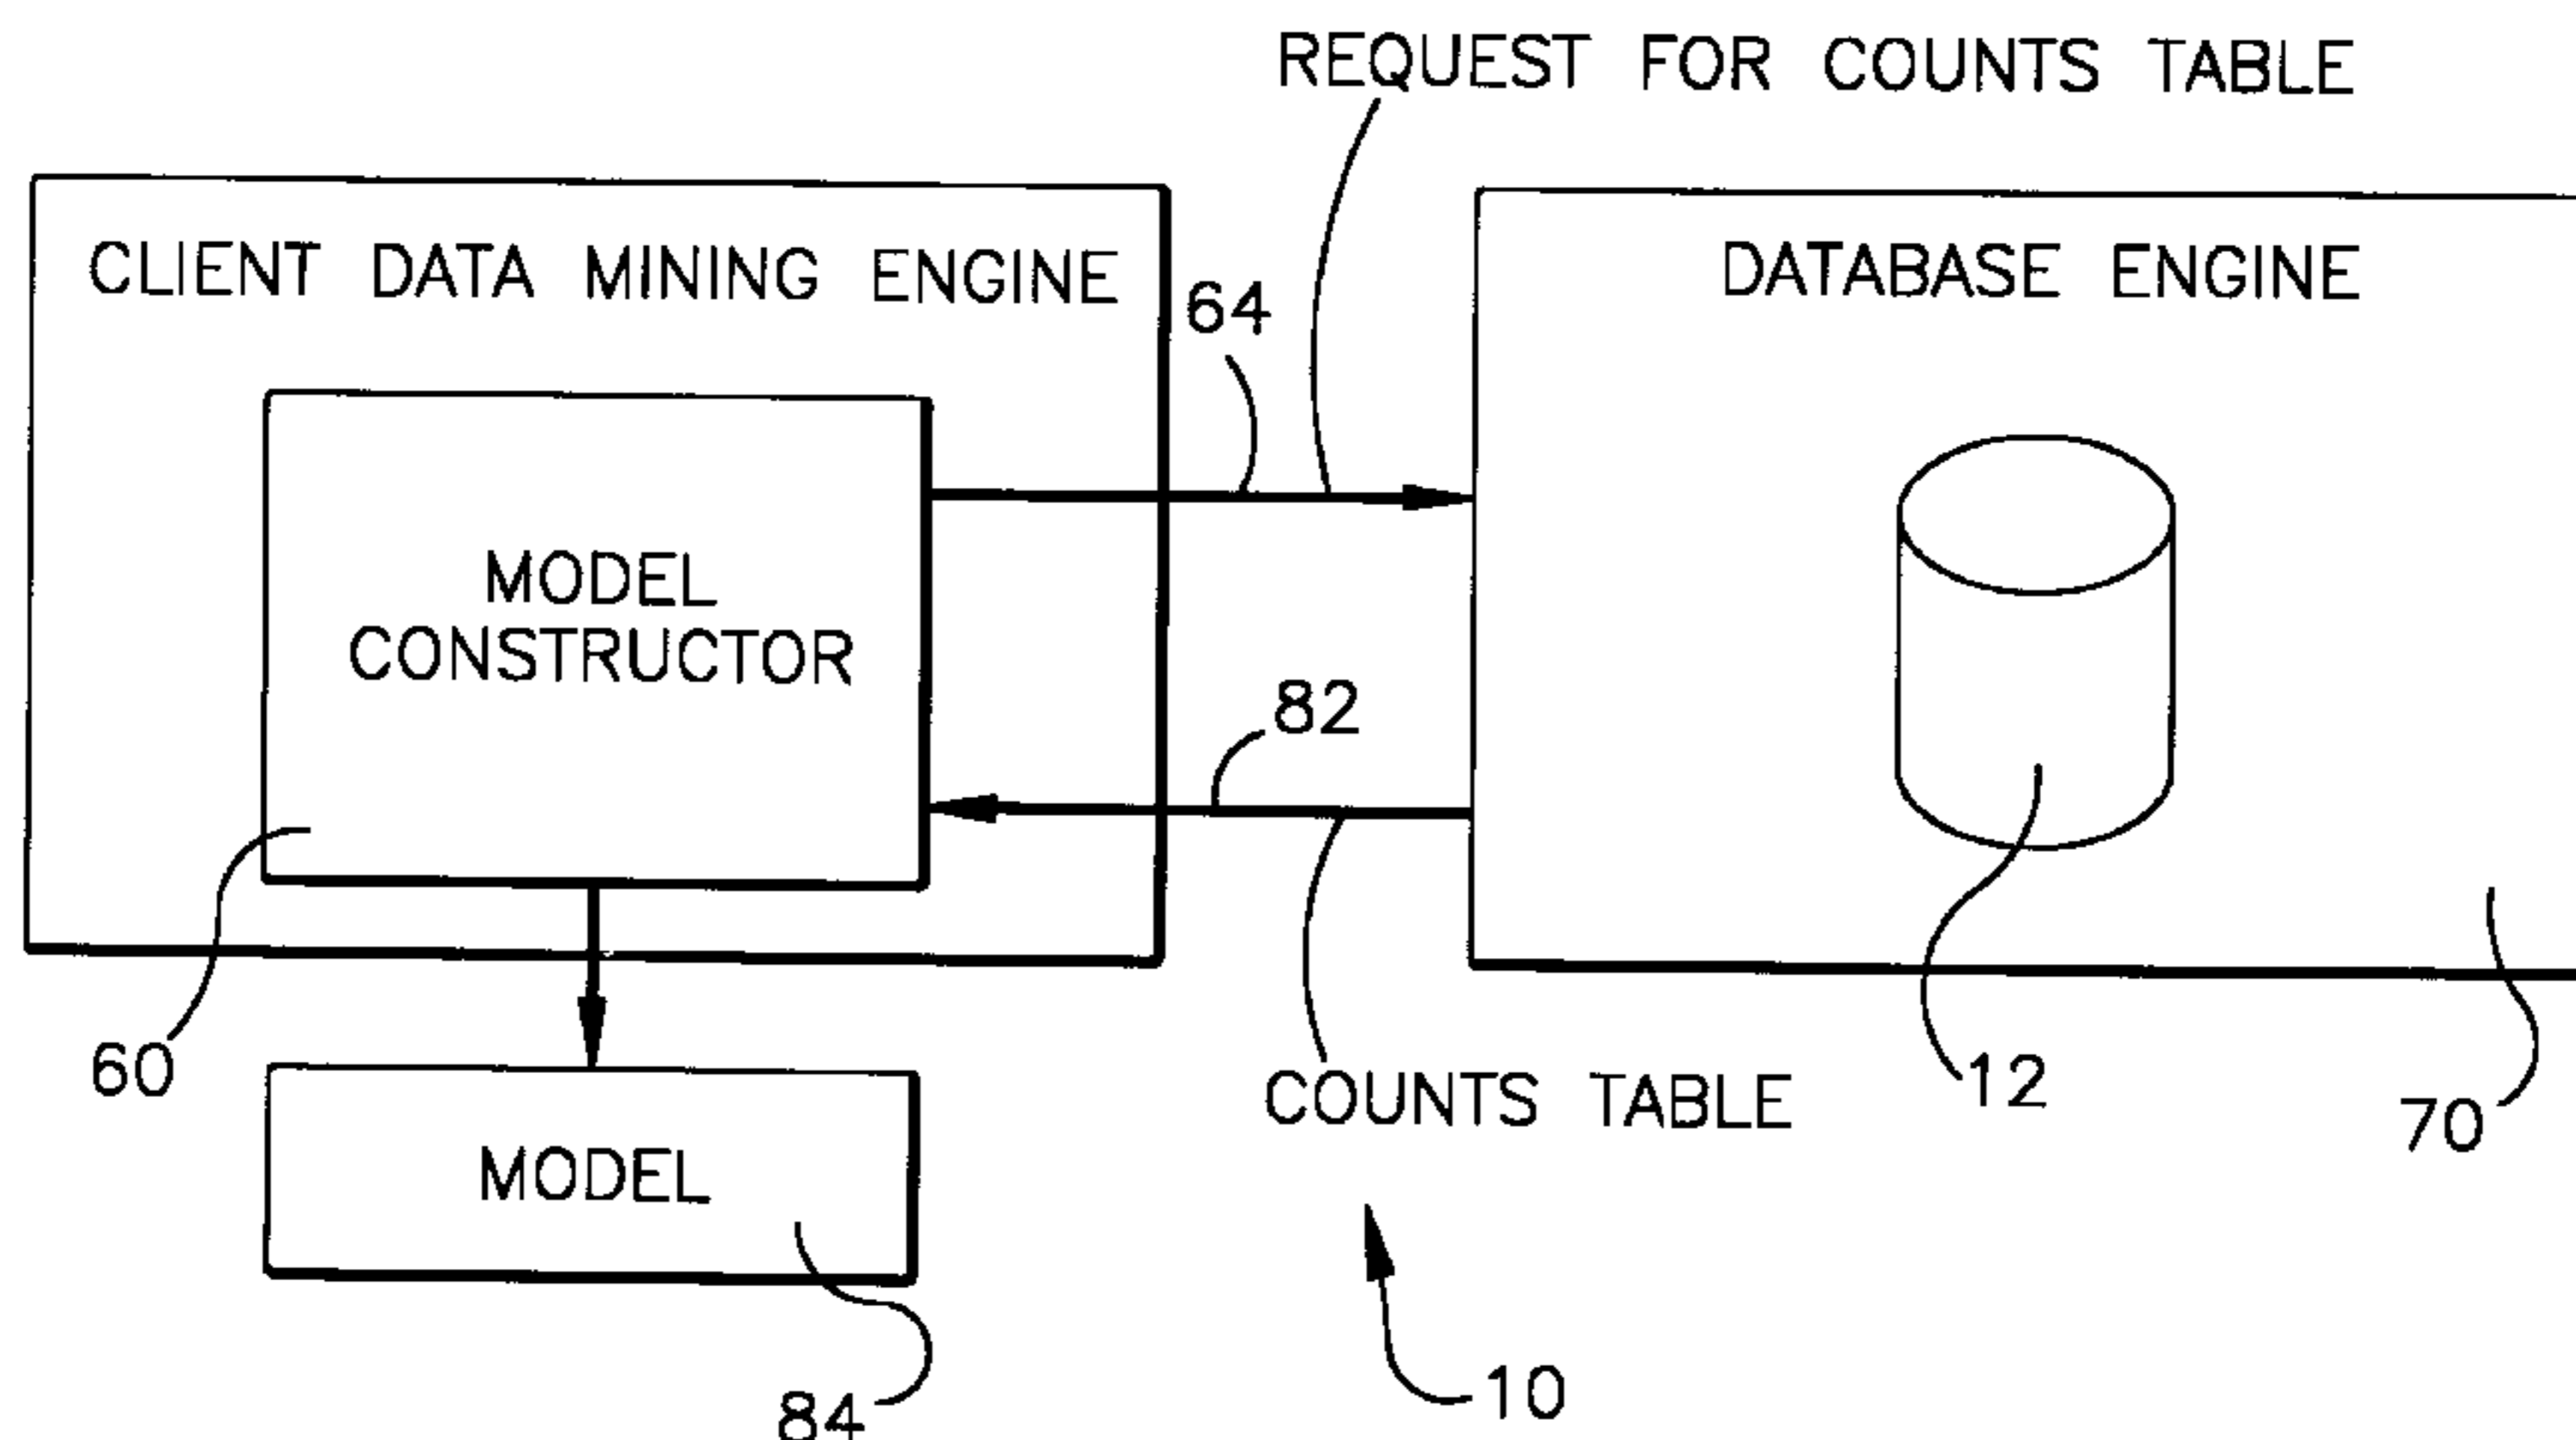 REQUEST FOR COUNTS TABLE
CLIENT DATA MINING ENGINE
DATABASE ENGINE
64
MODEL
CONSTRUCTOR
82
60
12
COUNTS TABLE
70
MODEL
10
84